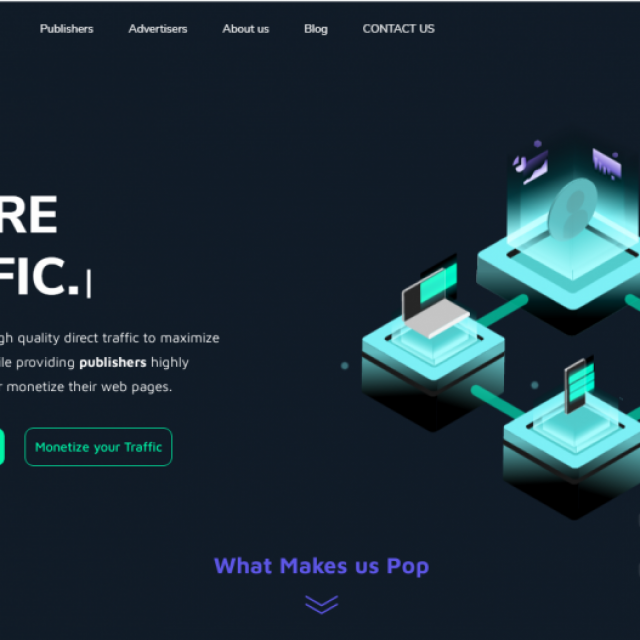 Publishers Advertisers About us Blog CONTACT US
RE
FIC.
gh quality direct traffic to maximize
le providing publishers highly
r monetize their web pages.
Monetize your Traffic
What Makes us Pop